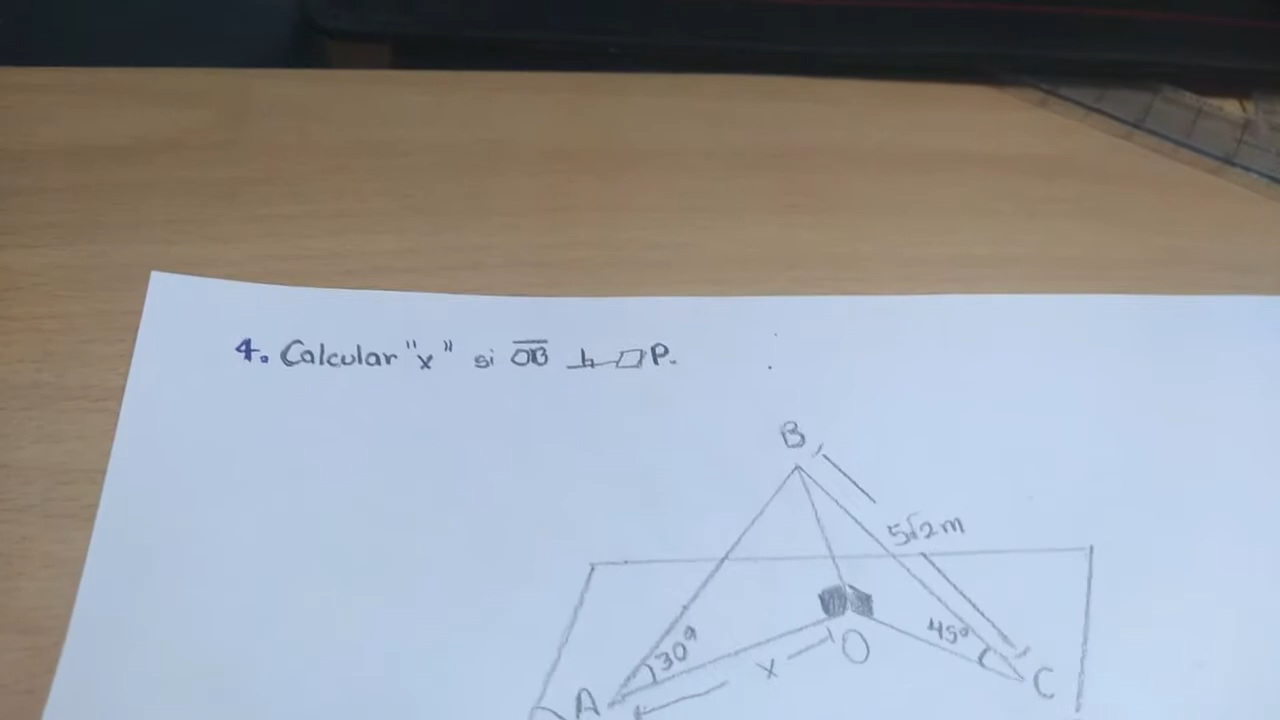 4. Calcular "x" si OB ⊥ ▱P.
B
5√2m
30°
45°
x
O
A
C